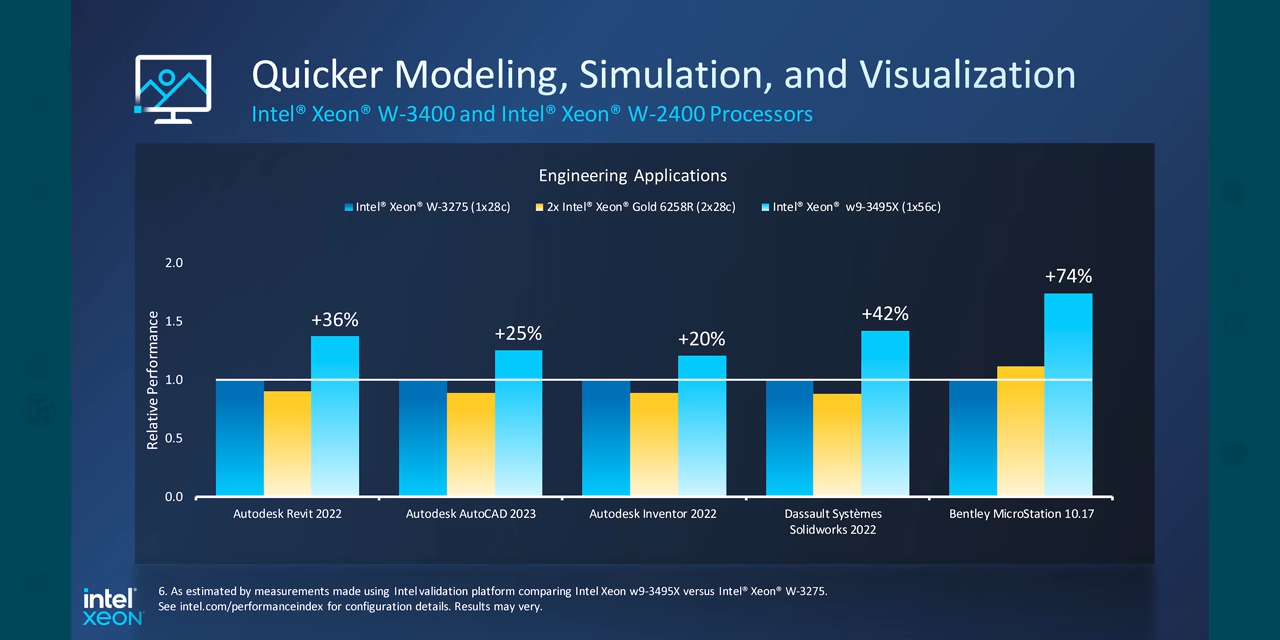 Quicker Modeling, Simulation, and Visualization
Intel® Xeon® W-3400 and Intel® Xeon® W-2400 Processors
Engineering Applications
Intel® Xeon® W-3275 (1x28c)
2x Intel® Xeon® Gold 6258R (2x28c)
Intel® Xeon® w9-3495X (1x56c)
Relative Performance
2.0
1.5
1.0
0.5
0.0
+36%
+25%
+20%
+42%
+74%
Autodesk Revit 2022
Autodesk AutoCAD 2023
Autodesk Inventor 2022
Dassault Systèmes
Solidworks 2022
Bentley MicroStation 10.17
intel®
xeon®
6. As estimated by measurements made using Intel validation platform comparing Intel Xeon w9-3495X versus Intel® Xeon® W-3275.
See intel.com/performanceindex for configuration details. Results may vary.